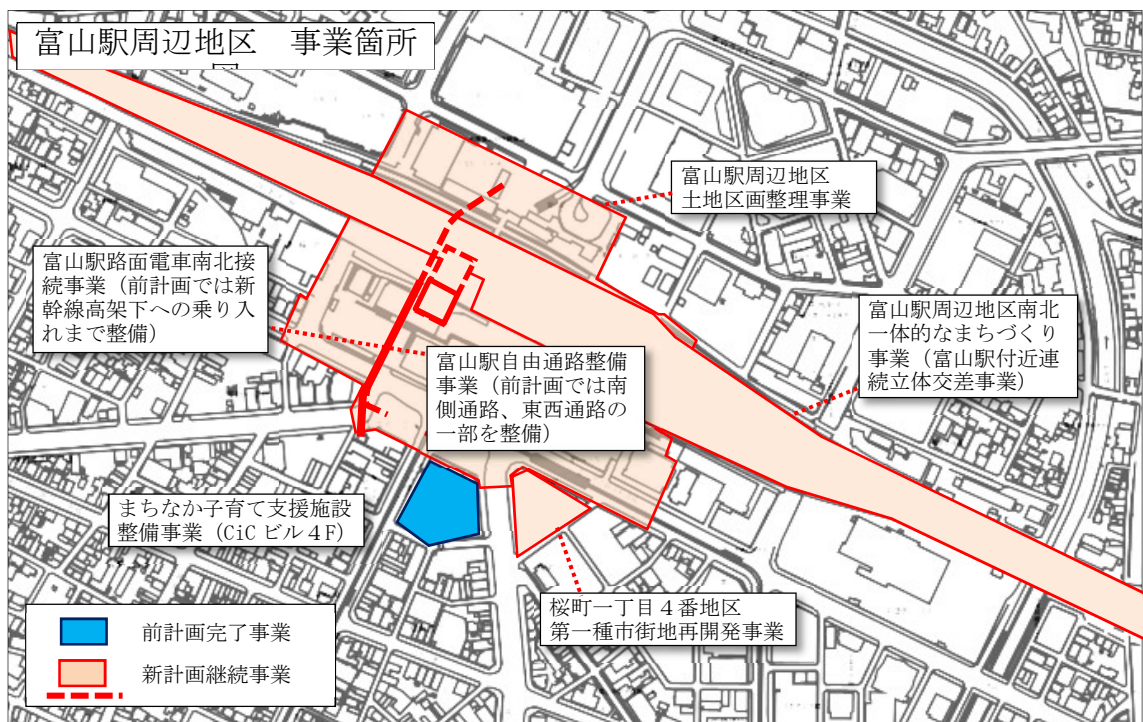 富山駅周辺地区　事業箇所
図
富山駅周辺地区
土地区画整理事業
富山駅路面電車南北接
続事業（前計画では新
幹線高架下への乗り入
れまで整備）
富山駅周辺地区南北
一体的なまちづくり
事業（富山駅付近連
続立体交差事業）
富山駅自由通路整備
事業（前計画では南
側通路、東西通路の
一部を整備）
まちなか子育て支援施設
整備事業（CiC ビル４F）
桜町一丁目４番地区
第一種市街地再開発事業
前計画完了事業
新計画継続事業